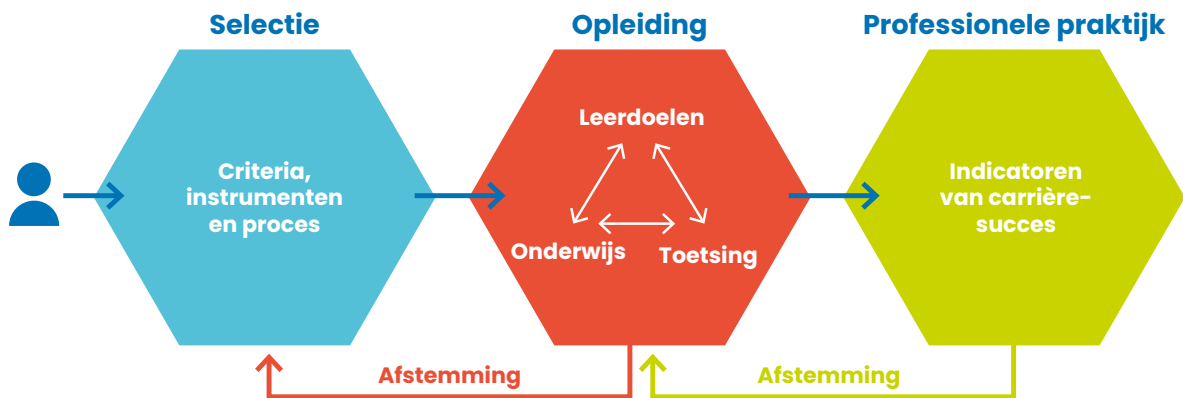 Selectie
Opleiding
Professionele praktijk
Criteria,
instrumenten
en proces
Leerdoelen
Onderwijs
Toetsing
Indicatoren
van carrière-
succes
Afstemming
Afstemming